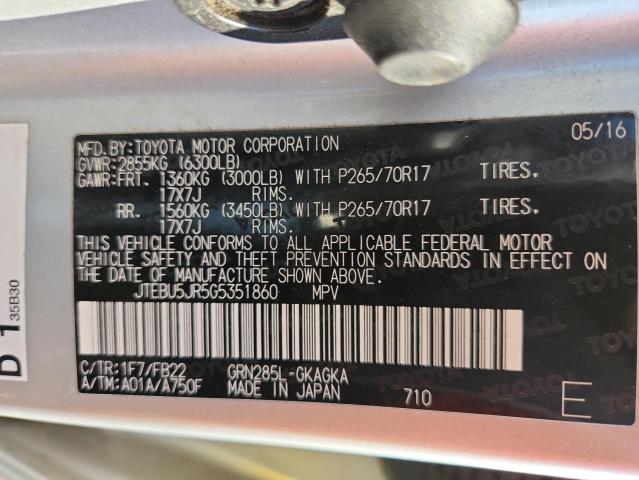 MFD. BY: TOYOTA MOTOR CORPORATION 05/16
GVWR: 2855KG (6300LB)
GAWR: FRT. 1360KG (3000LB) WITH P265/70R17 TIRES.
17X7J RIMS.
RR. 1560KG (3450LB) WITH P265/70R17 TIRES.
17X7J RIMS.
THIS VEHICLE CONFORMS TO ALL APPLICABLE FEDERAL MOTOR
VEHICLE SAFETY AND THEFT PREVENTION STANDARDS IN EFFECT ON
THE DATE OF MANUFACTURE SHOWN ABOVE.
JTEBU5JR5G5351860 MPV
C/TR: 1F7/FB22 GRN285L-GKAGKA
A/TM: A01A/A750F MADE IN JAPAN 710 E
D 1 35B30
TOYOTA